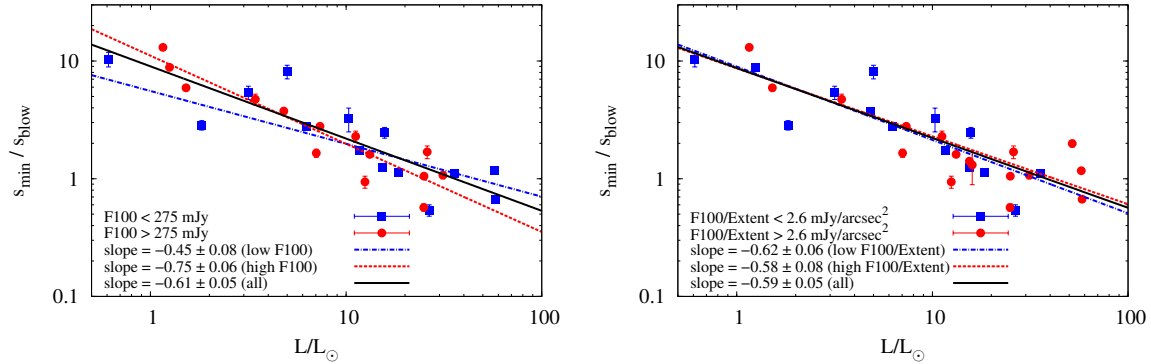 10
1
0.1
s_min / s_blow
F100 < 275 mJy
F100 > 275 mJy
slope = −0.45 ± 0.08 (low F100)
slope = −0.75 ± 0.06 (high F100)
slope = −0.61 ± 0.05 (all)
1 10 100
L/L☉
10
1
0.1
s_min / s_blow
F100/Extent < 2.6 mJy/arcsec²
F100/Extent > 2.6 mJy/arcsec²
slope = −0.62 ± 0.06 (low F100/Extent)
slope = −0.58 ± 0.08 (high F100/Extent)
slope = −0.59 ± 0.05 (all)
1 10 100
L/L☉